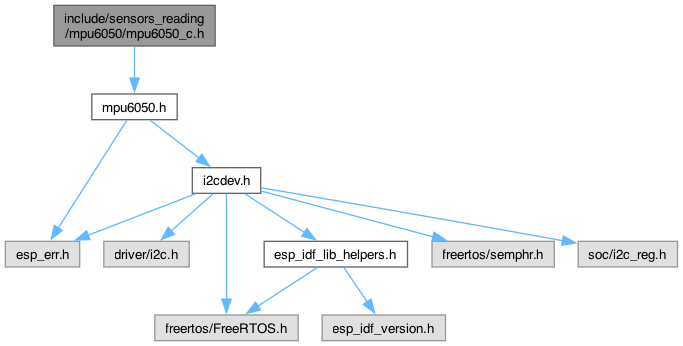 include/sensors_reading
/mpu6050/mpu6050_c.h
mpu6050.h
i2cdev.h
esp_err.h
driver/i2c.h
esp_idf_lib_helpers.h
freertos/semphr.h
soc/i2c_reg.h
freertos/FreeRTOS.h
esp_idf_version.h